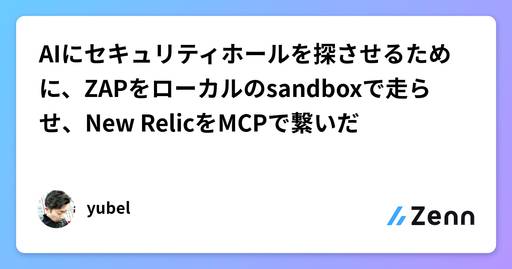 AIにセキュリティホールを探させるため
に、ZAPをローカルのsandboxで走ら
せ、New RelicをMCPで繋いだ
yubel
Zenn